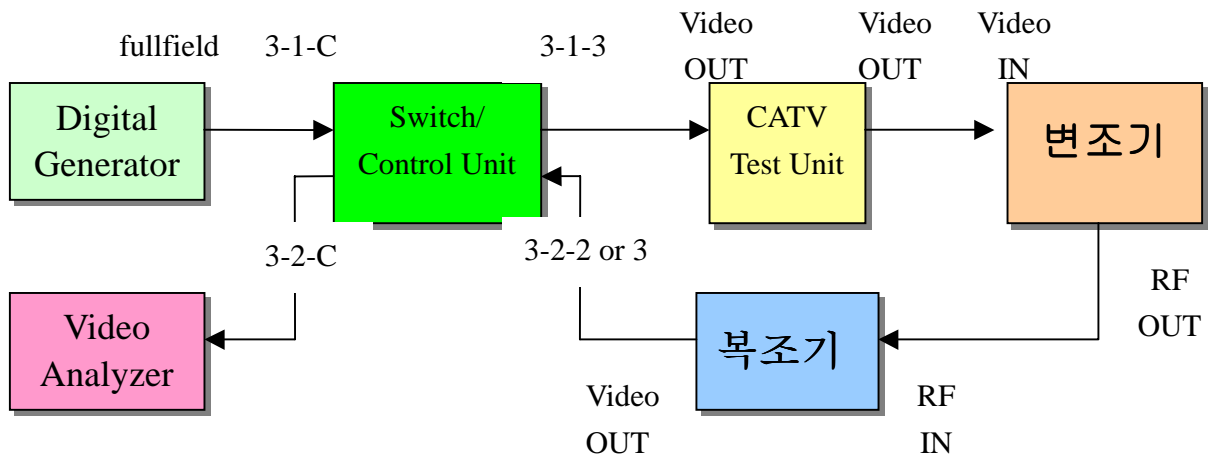 Video
OUT
Video
OUT
Video
IN
fullfield
3-1-C
3-1-3
Digital
Generator
Switch/
Control Unit
CATV
Test Unit
변조기
3-2-C
3-2-2 or 3
RF
OUT
Video
Analyzer
복조기
Video
OUT
RF
IN